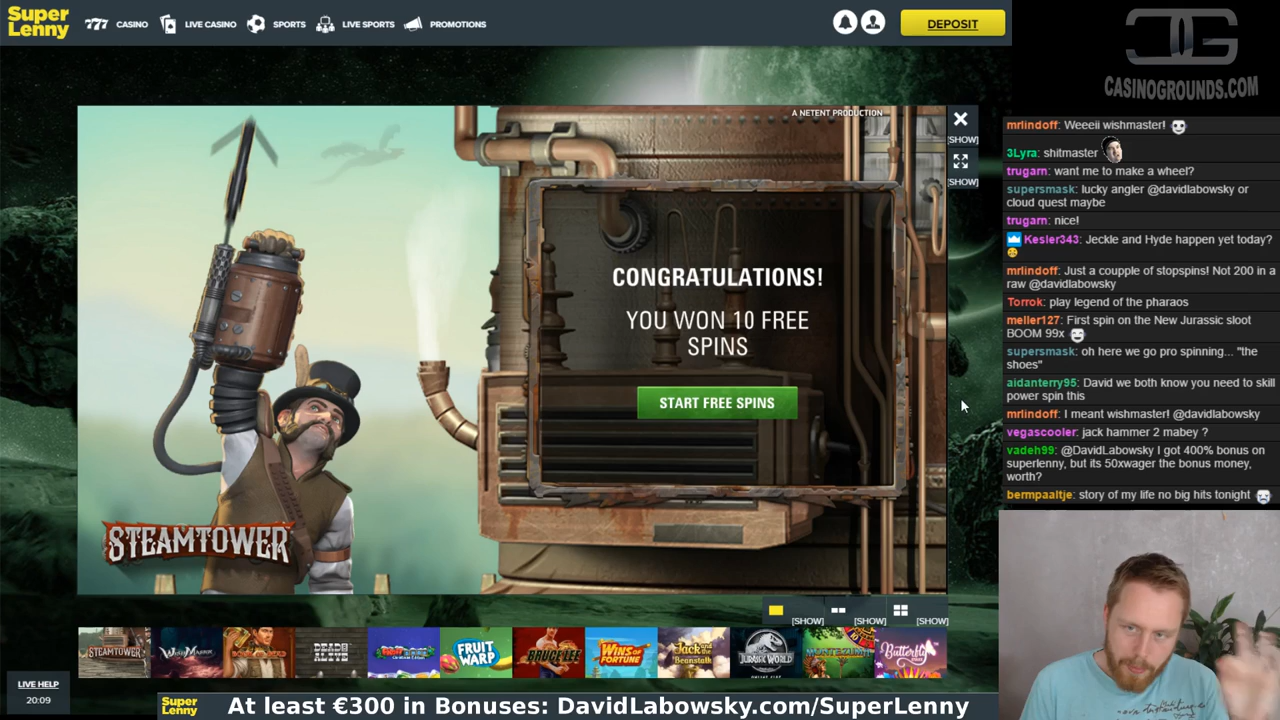 Super
Lenny
777 CASINO
LIVE CASINO
SPORTS
LIVE SPORTS
PROMOTIONS
DEPOSIT
CASINOGROUNDS.COM
A NETENT PRODUCTION
[SHOW]
[SHOW]
CONGRATULATIONS!
YOU WON 10 FREE
SPINS
START FREE SPINS
STEAMTOWER
mrlindoff: Weeeii wishmaster!
3Lyra: shitmaster
trugarn: want me to make a wheel?
supersmask: lucky angler @davidlabowsky or
cloud quest maybe
trugarn: nice!
Kesler343: Jeckle and Hyde happen yet today?
mrlindoff: Just a couple of stopspins! Not 200 in a
raw @davidlabowsky
Torrok: play legend of the pharaos
meller127: First spin on the New Jurassic sloot
BOOM 99x
supersmask: oh here we go pro spinning... "the
shoes"
aidanterry95: David we both know you need to skill
power spin this
mrlindoff: I meant wishmaster! @davidlabowsky
vegascooler: jack hammer 2 mabey ?
vadeh99: @DavidLabowsky I got 400% bonus on
superlenny, but its 50xwager the bonus money,
worth?
bermpaaltje: story of my life no big hits tonight
[SHOW]
[SHOW]
[SHOW]
STEAMTOWER
DEAD
ALIVE
FRUIT
WARP
BRUCE LEE
WINS OF
FORTUNE
Jack and the
Beanstalk
JURASSIC WORLD
MONTEZUMA
Butterfly
LIVE HELP
20:09
Super
Lenny
At least €300 in Bonuses: DavidLabowsky.com/SuperLenny